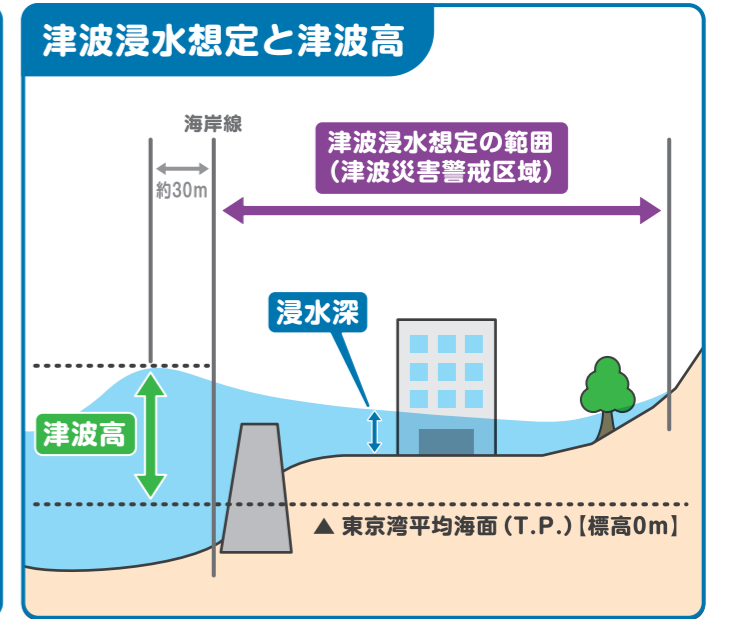 津波浸水想定と津波高
海岸線
約30m
津波浸水想定の範囲
（津波災害警戒区域）
浸水深
津波高
▲ 東京湾平均海面（T.P.）【標高0m】